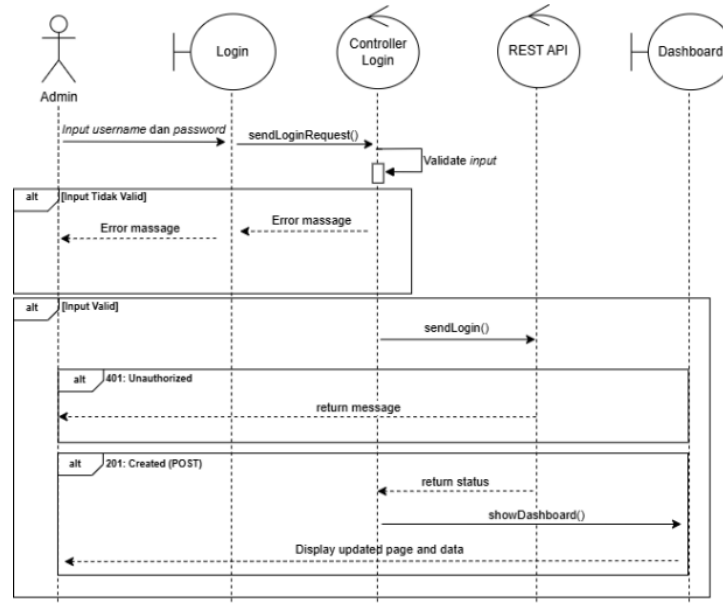 Login
Controller
Login
REST API
Dashboard
Admin
Input username dan password
sendLoginRequest()
Validate input
alt
[Input Tidak Valid]
Error massage
Error massage
alt
[Input Valid]
sendLogin()
alt
401: Unauthorized
return message
alt
201: Created (POST)
return status
showDashboard()
Display updated page and data